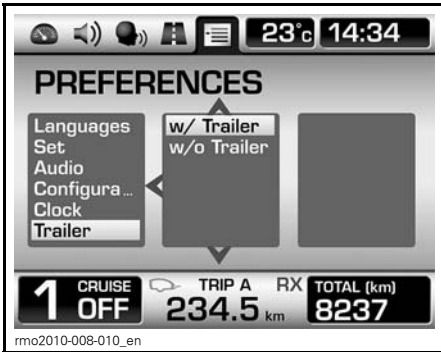 23°c 14:34
PREFERENCES
Languages
Set
Audio
Configura...
Clock
Trailer
w/ Trailer
w/o Trailer
1 CRUISE OFF
TRIP A
234.5 km
RX
TOTAL (km)
8237
rmo2010-008-010_en